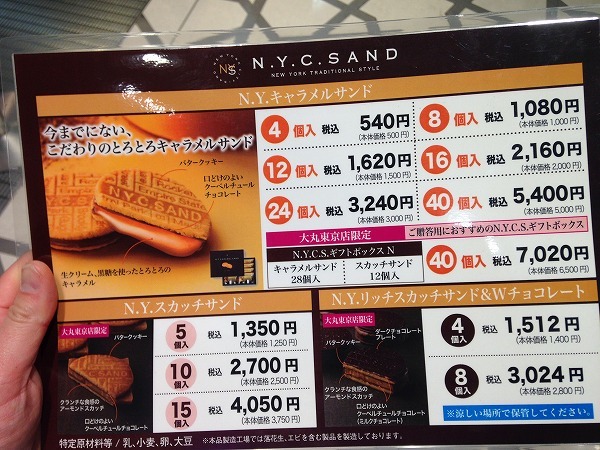 NYS
N.Y.C.SAND
NEW YORK TRADITIONAL STYLE
N.Y.キャラメルサンド
今までにない、
こだわりのとろとろキャラメルサンド
バタークッキー
口どけのよい
クーベルチュール
チョコレート
N.Y.C.SAND
生クリーム、黒糖を使ったとろとろの
キャラメル
4 個入 税込 540円
(本体価格 500円)
8 個入 税込 1,080円
(本体価格 1,000円)
12 個入 税込 1,620円
(本体価格 1,500円)
16 個入 税込 2,160円
(本体価格 2,000円)
24 個入 税込 3,240円
(本体価格 3,000円)
40 個入 税込 5,400円
(本体価格 5,000円)
大丸東京店限定 ご贈答用におすすめのN.Y.C.S.ギフトボックス
N.Y.C.S.ギフトボックス N
キャラメルサンド
28個入
スカッチサンド
12個入
40 個入 税込 7,020円
(本体価格 6,500円)
N.Y.スカッチサンド
大丸東京店限定
バタークッキー
クランチな食感の
アーモンドスカッチ
口どけのよい
クーベルチュールチョコレート
5 個入 税込 1,350円
(本体価格 1,250円)
10 個入 税込 2,700円
(本体価格 2,500円)
15 個入 税込 4,050円
(本体価格 3,750円)
N.Y.リッチスカッチサンド&Wチョコレート
大丸東京店限定
ダークチョコレート
プレート
バタークッキー
クランチな食感の
アーモンドスカッチ
口どけのよい
クーベルチュールチョコレート
(ミルクチョコレート)
4 個入 税込 1,512円
(本体価格 1,400円)
8 個入 税込 3,024円
(本体価格 2,800円)
※涼しい場所で保管してください。
特定原材料等 / 乳、小麦、卵、大豆 ※本品製造工場では落花生、エビを含む製品を製造しております。